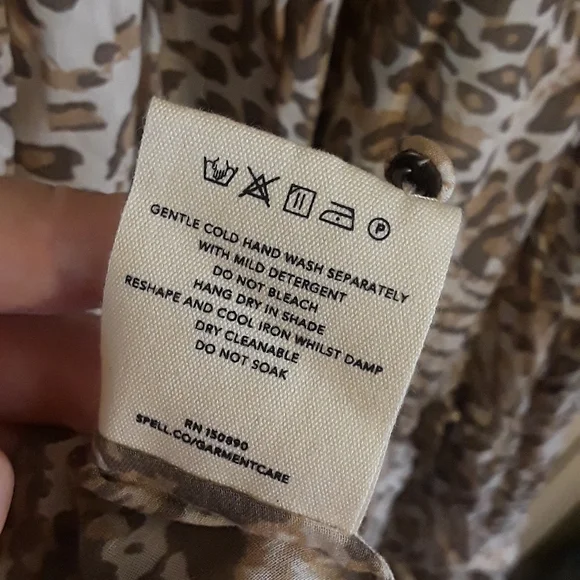 P
GENTLE COLD HAND WASH SEPARATELY
WITH MILD DETERGENT
DO NOT BLEACH
HANG DRY IN SHADE
RESHAPE AND COOL IRON WHILST DAMP
DRY CLEANABLE
DO NOT SOAK
RN 150890
SPELL.CO/GARMENTCARE